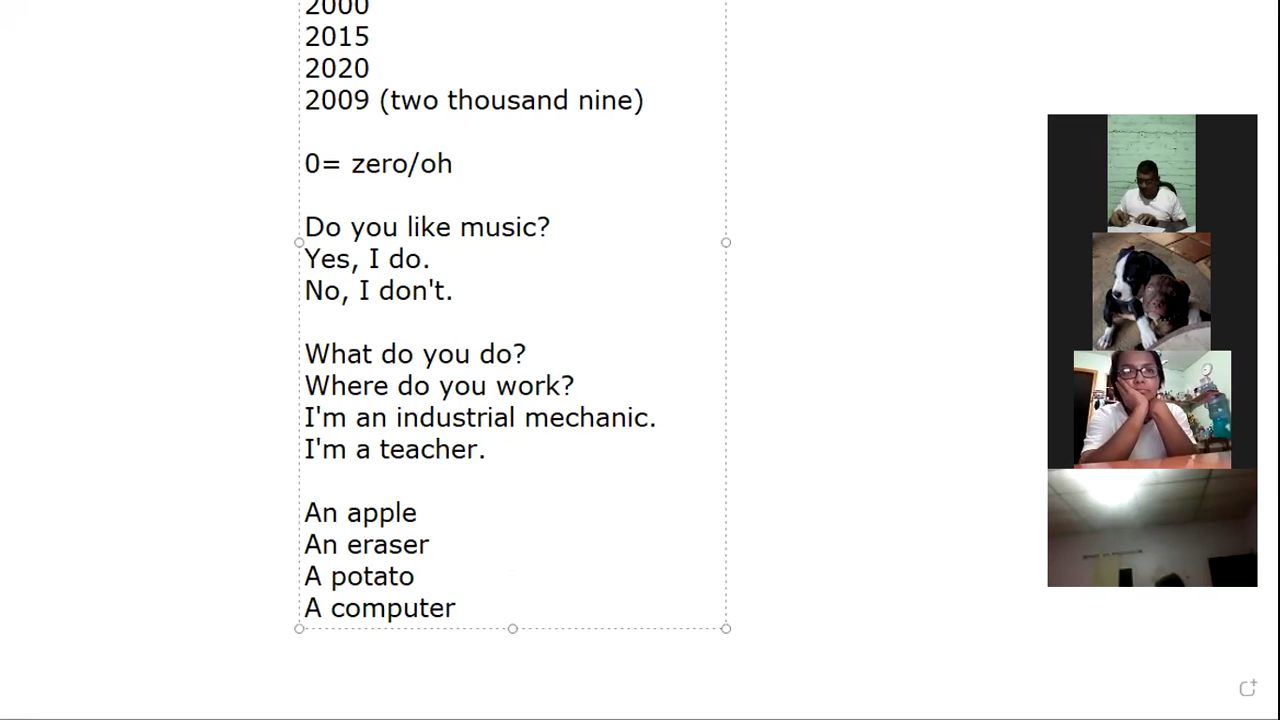 2000
2015
2020
2009 (two thousand nine)
0= zero/oh
Do you like music?
Yes, I do.
No, I don't.
What do you do?
Where do you work?
I'm an industrial mechanic.
I'm a teacher.
An apple
An eraser
A potato
A computer